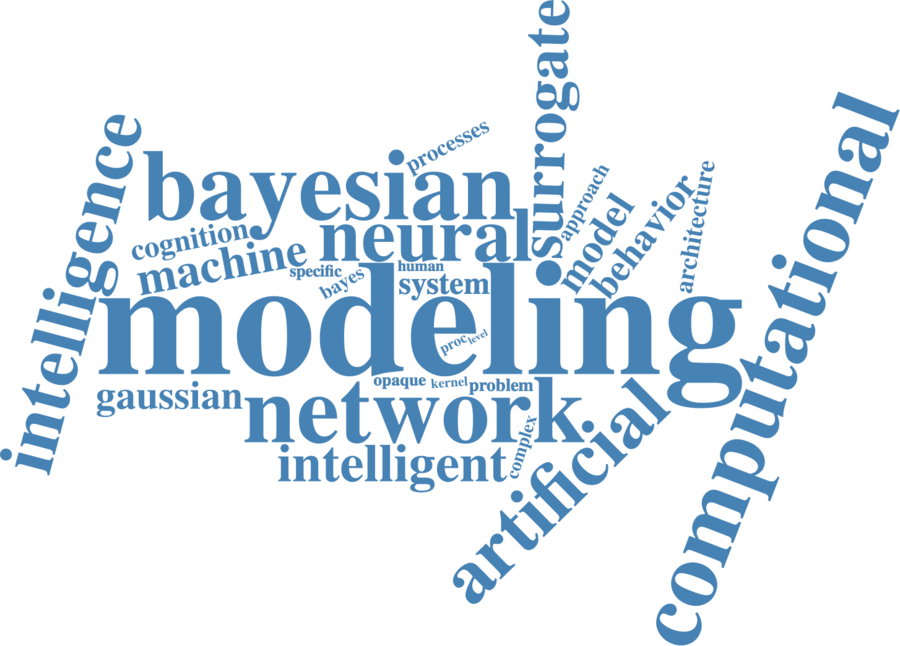 surrogate
intelligence
processes
bayesian
approach
architecture
computational
cognition
neural
model
behavior
machine
specific
human
bayes
system
modeling
proc
level
opaque
kernel
problem
gaussian
network
artificial
complex
intelligent